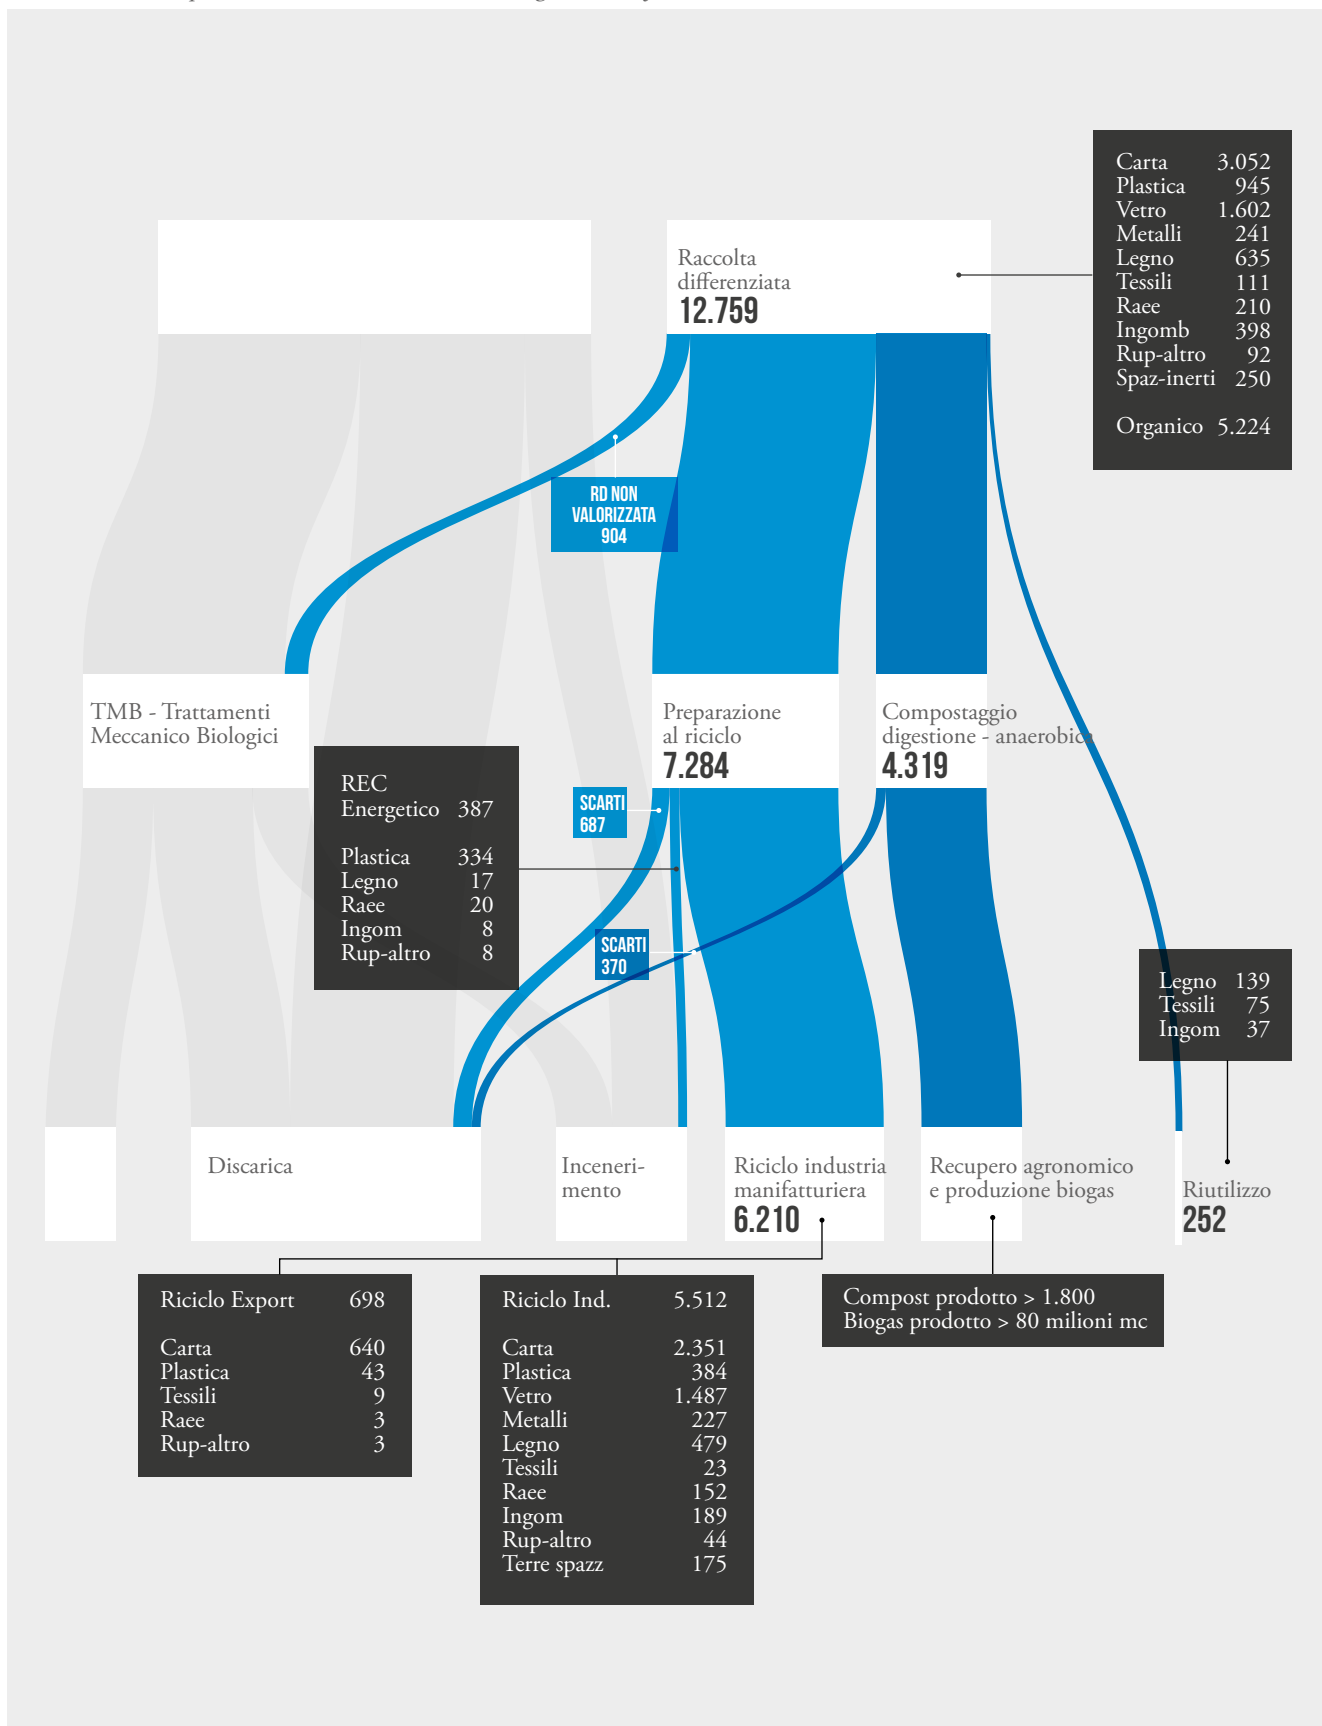 Carta 3.052
Plastica 945
Vetro 1.602
Metalli 241
Legno 635
Tessili 111
Raee 210
Ingomb 398
Rup-altro 92
Spaz-inerti 250
Organico 5.224
Raccolta
differenziata
12.759
RD NON
VALORIZZATA
904
TMB - Trattamenti
Meccanico Biologici
Preparazione
al riciclo
7.284
Compostaggio
digestione - anaerobica
4.319
REC
Energetico 387
Plastica 334
Legno 17
Raee 20
Ingom 8
Rup-altro 8
SCARTI
687
SCARTI
370
Legno 139
Tessili 75
Ingom 37
Discarica
Inceneri-
mento
Riciclo industria
manifatturiera
6.210
Recupero agronomico
e produzione biogas
Riutilizzo
252
Riciclo Export 698
Carta 640
Plastica 43
Tessili 9
Raee 3
Rup-altro 3
Riciclo Ind. 5.512
Carta 2.351
Plastica 384
Vetro 1.487
Metalli 227
Legno 479
Tessili 23
Raee 152
Ingom 189
Rup-altro 44
Terre spazz 175
Compost prodotto > 1.800
Biogas prodotto > 80 milioni mc